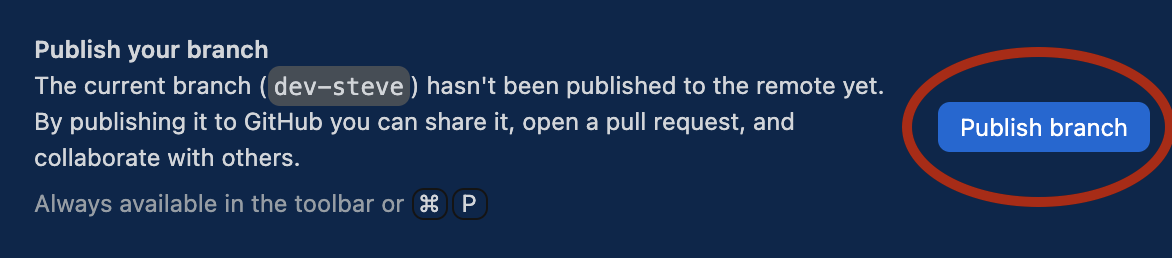 Publish your branch
The current branch (dev-steve) hasn't been published to the remote yet.
By publishing it to GitHub you can share it, open a pull request, and
collaborate with others.
Publish branch
Always available in the toolbar or ⌘ P